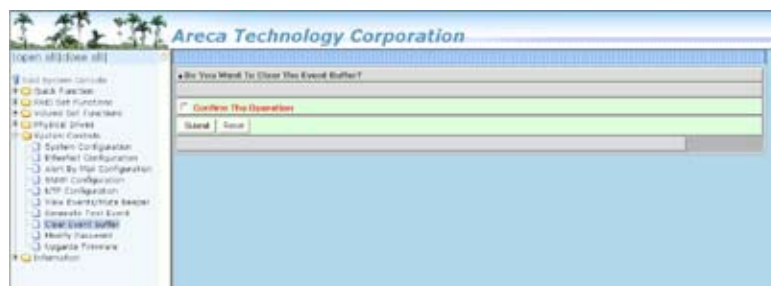 Areca Technology Corporation
[open all|close all]
Raid System Console
Quick Function
RAID Set Functions
Volume Set Functions
Physical Drives
System Controls
System Configuration
EtherNet Configuration
Alert By Mail Configuration
SNMP Configuration
NTP Configuration
View Events/Mute Beeper
Generate Test Event
Clear Event Buffer
Modify Password
Upgrade Firmware
Information
Do You Want To Clear The Event Buffer?
Confirm The Operation
Submit Reset